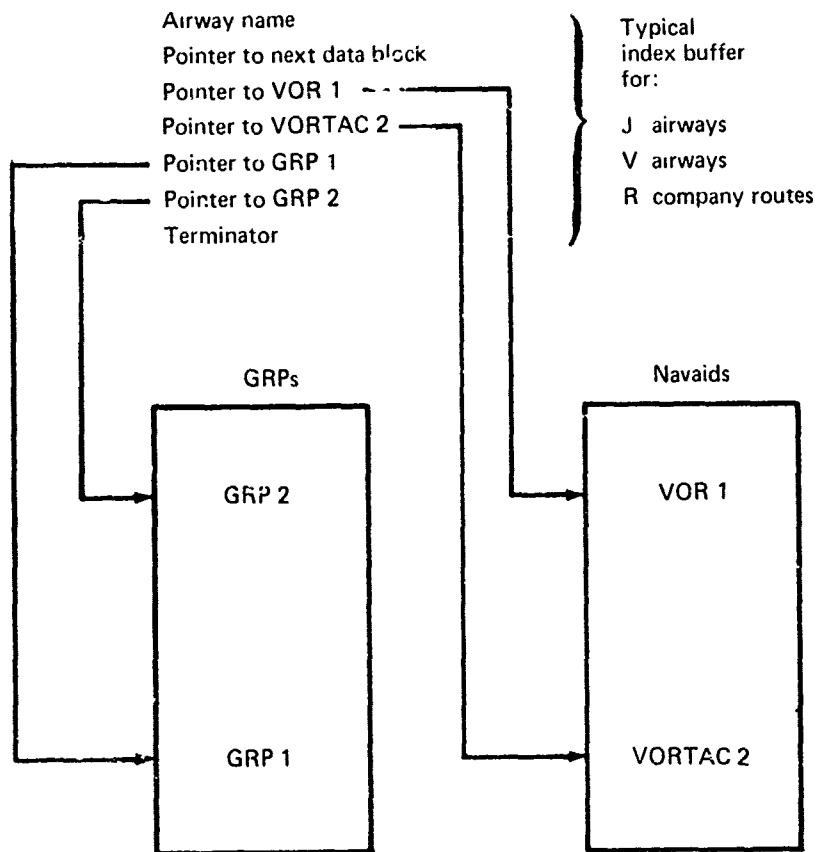 Airway name
Pointer to next data block
Pointer to VOR 1
Pointer to VORTAC 2
Pointer to GRP 1
Pointer to GRP 2
Terminator
Typical
index buffer
for:
J airways
V airways
R company routes
GRPs
GRP 2
GRP 1
Navaids
VOR 1
VORTAC 2